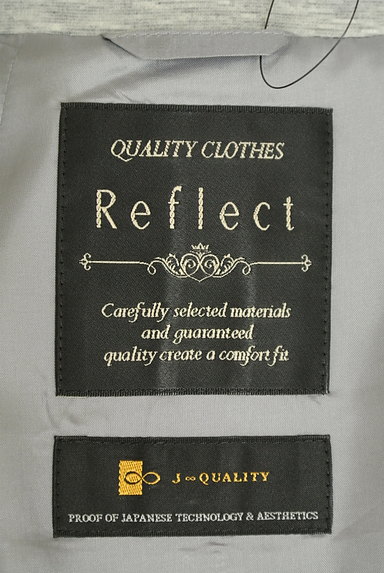 QUALITY CLOTHES
Reflect
Carefully selected materials
and guaranteed
quality create a comfort fit
J∞QUALITY
PROOF OF JAPANESE TECHNOLOGY & AESTHETICS